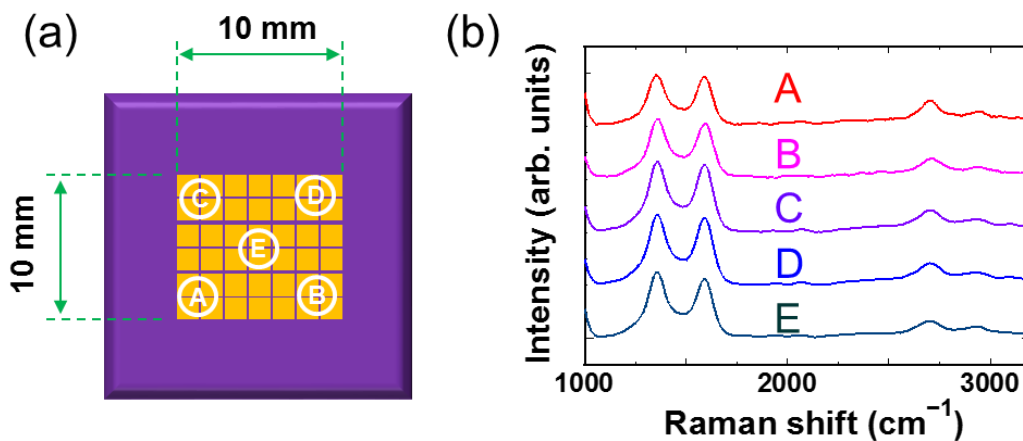 (a)
10 mm
10 mm
C
D
E
A
B
(b)
Intensity (arb. units)
A
B
C
D
E
1000
2000
3000
Raman shift (cm⁻¹)